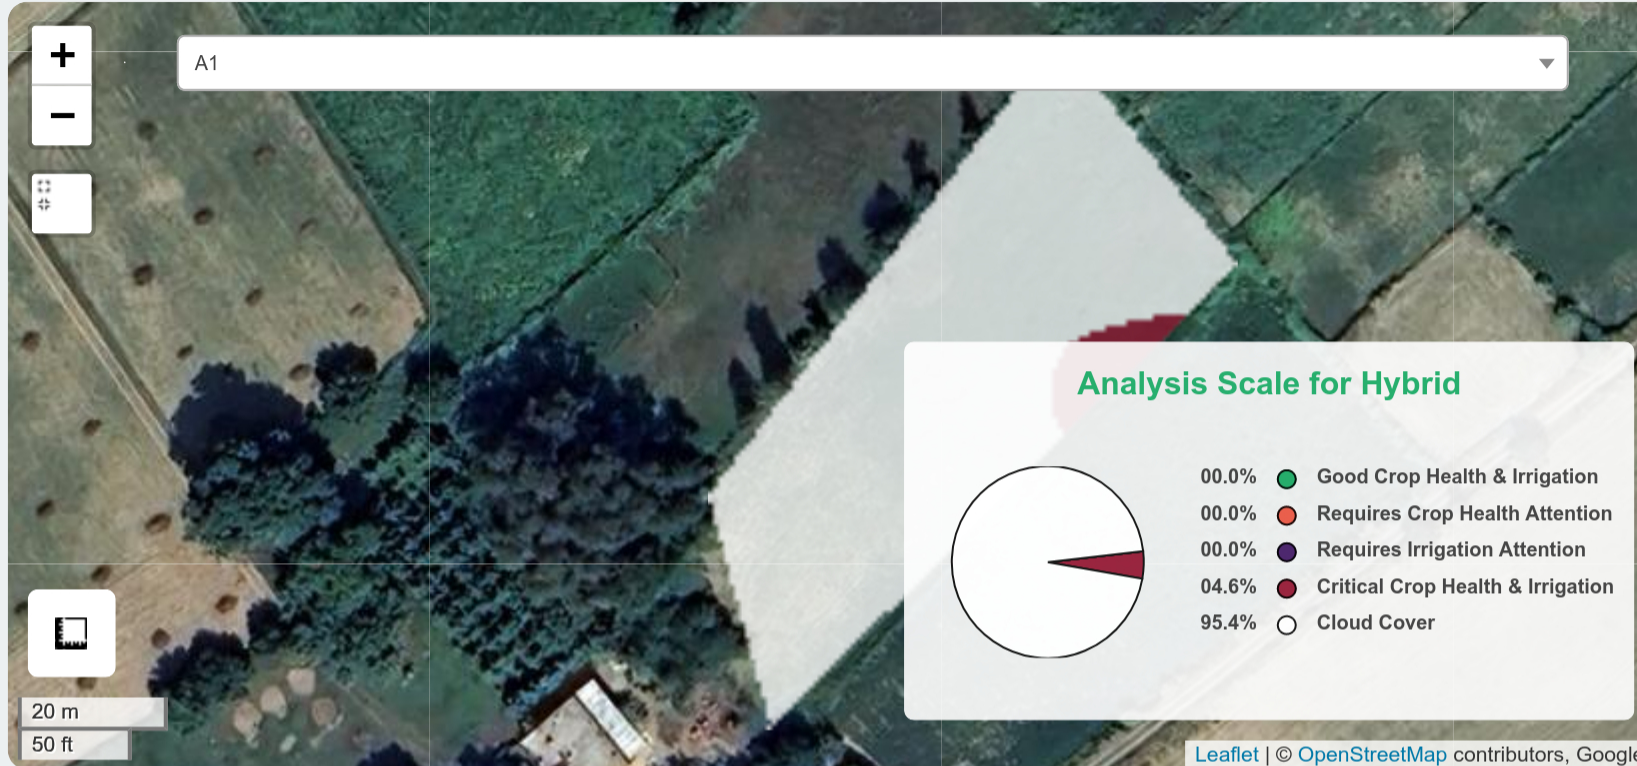 +
A1
−
Analysis Scale for Hybrid
00.0% Good Crop Health & Irrigation
00.0% Requires Crop Health Attention
00.0% Requires Irrigation Attention
04.6% Critical Crop Health & Irrigation
95.4% Cloud Cover
20 m
50 ft
Leaflet | © OpenStreetMap contributors, Google